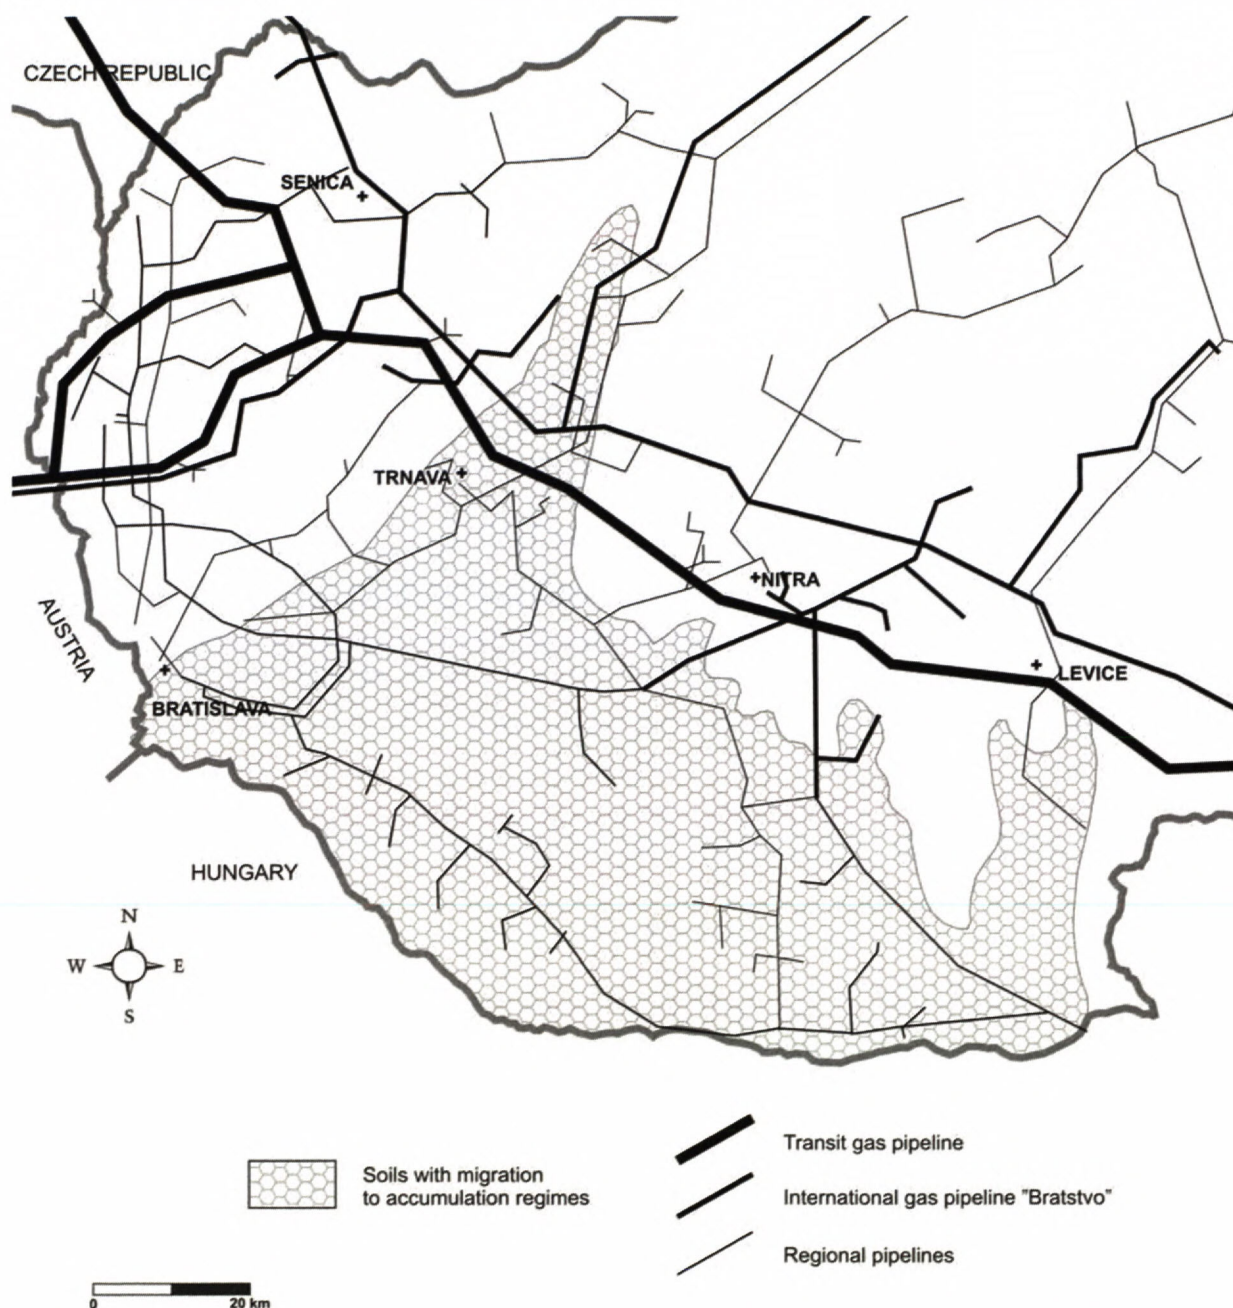 CZECH REPUBLIC
SENICA
TRNAVA
NITRA
AUSTRIA
LEVICE
BRATISLAVA
HUNGARY
N
W E
S
Soils with migration
to accumulation regimes
Transit gas pipeline
International gas pipeline "Bratstvo"
Regional pipelines
0 20 km